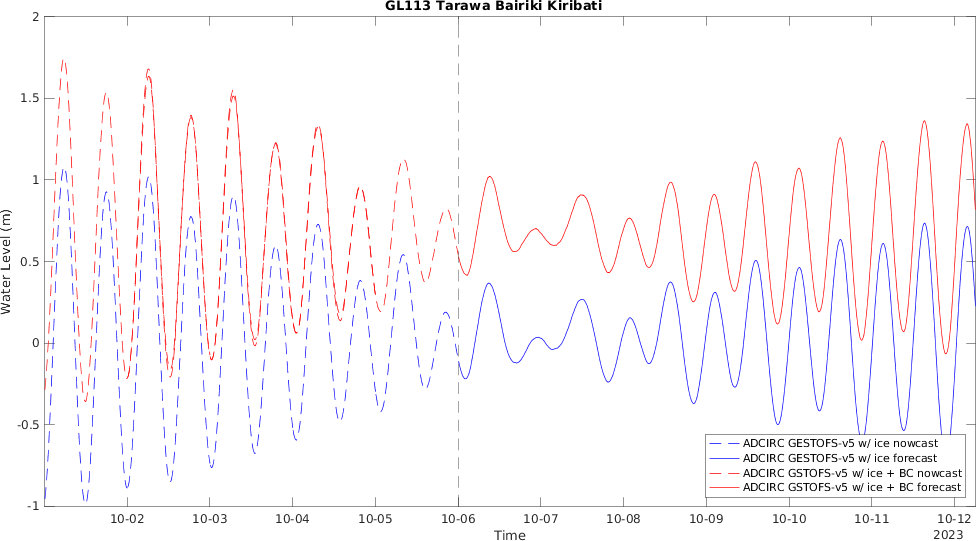 GL113 Tarawa Bairiki Kiribati
2
1.5
1
0.5
0
-0.5
-1
Water Level (m)
10-02 10-03 10-04 10-05 10-06 10-07 10-08 10-09 10-10 10-11 10-12
2023
Time
ADCIRC GESTOFS-v5 w/ ice nowcast
ADCIRC GESTOFS-v5 w/ ice forecast
ADCIRC GSTOFS-v5 w/ ice + BC nowcast
ADCIRC GSTOFS-v5 w/ ice + BC forecast